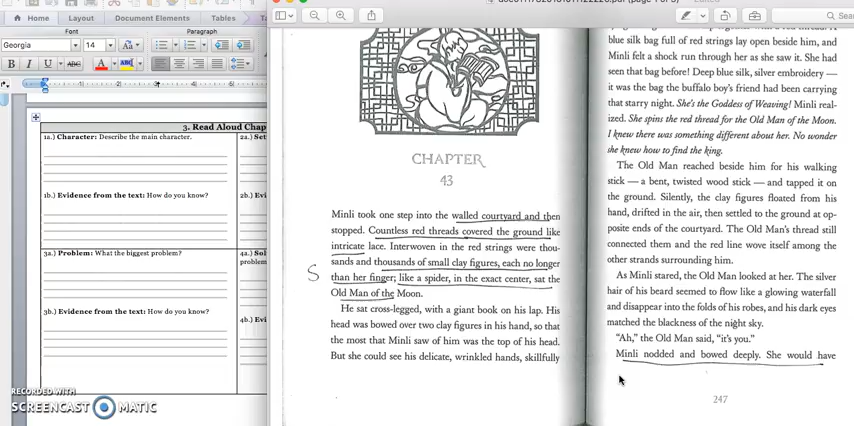 Home Layout Document Elements Tables
Font
Paragraph
Georgia
14
B I U ABC
3. Read Aloud Chap
1a.) Character: Describe the main character.
2a.) Set
1b.) Evidence from the text: How do you know?
2b.) Evi
3a.) Problem: What the biggest problem?
4a.) Sol
problem
3b.) Evidence from the text: How do you know?
4b.) Evi
RECORDED WITH
SCREENCAST MATIC
CHAPTER
43
Minli took one step into the walled courtyard and then
stopped. Countless red threads covered the ground like
intricate lace. Interwoven in the red strings were thou-
sands and thousands of small clay figures, each no longer
than her finger; like a spider, in the exact center, sat the
Old Man of the Moon.
S
He sat cross-legged, with a giant book on his lap. His
head was bowed over two clay figures in his hand, so that
the most that Minli saw of him was the top of his head.
But she could see his delicate, wrinkled hands, skillfully
blue silk bag full of red strings lay open beside him, and
Minli felt a shock run through her as she saw it. She had
seen that bag before! Deep blue silk, silver embroidery —
it was the bag the buffalo boy's friend had been carrying
that starry night. She's the Goddess of Weaving! Minli real-
ized. She spins the red thread for the Old Man of the Moon.
I knew there was something different about her. No wonder
she knew how to find the king.
The Old Man reached beside him for his walking
stick — a bent, twisted wood stick — and tapped it on
the ground. Silently, the clay figures floated from his
hand, drifted in the air, then settled to the ground at op-
posite ends of the courtyard. The Old Man's thread still
connected them and the red line wove itself among the
other strands surrounding him.
As Minli stared, the Old Man looked at her. The silver
hair of his beard seemed to flow like a glowing waterfall
and disappear into the folds of his robes, and his dark eyes
matched the blackness of the night sky.
“Ah,” the Old Man said, “it's you.”
Minli nodded and bowed deeply. She would have
247